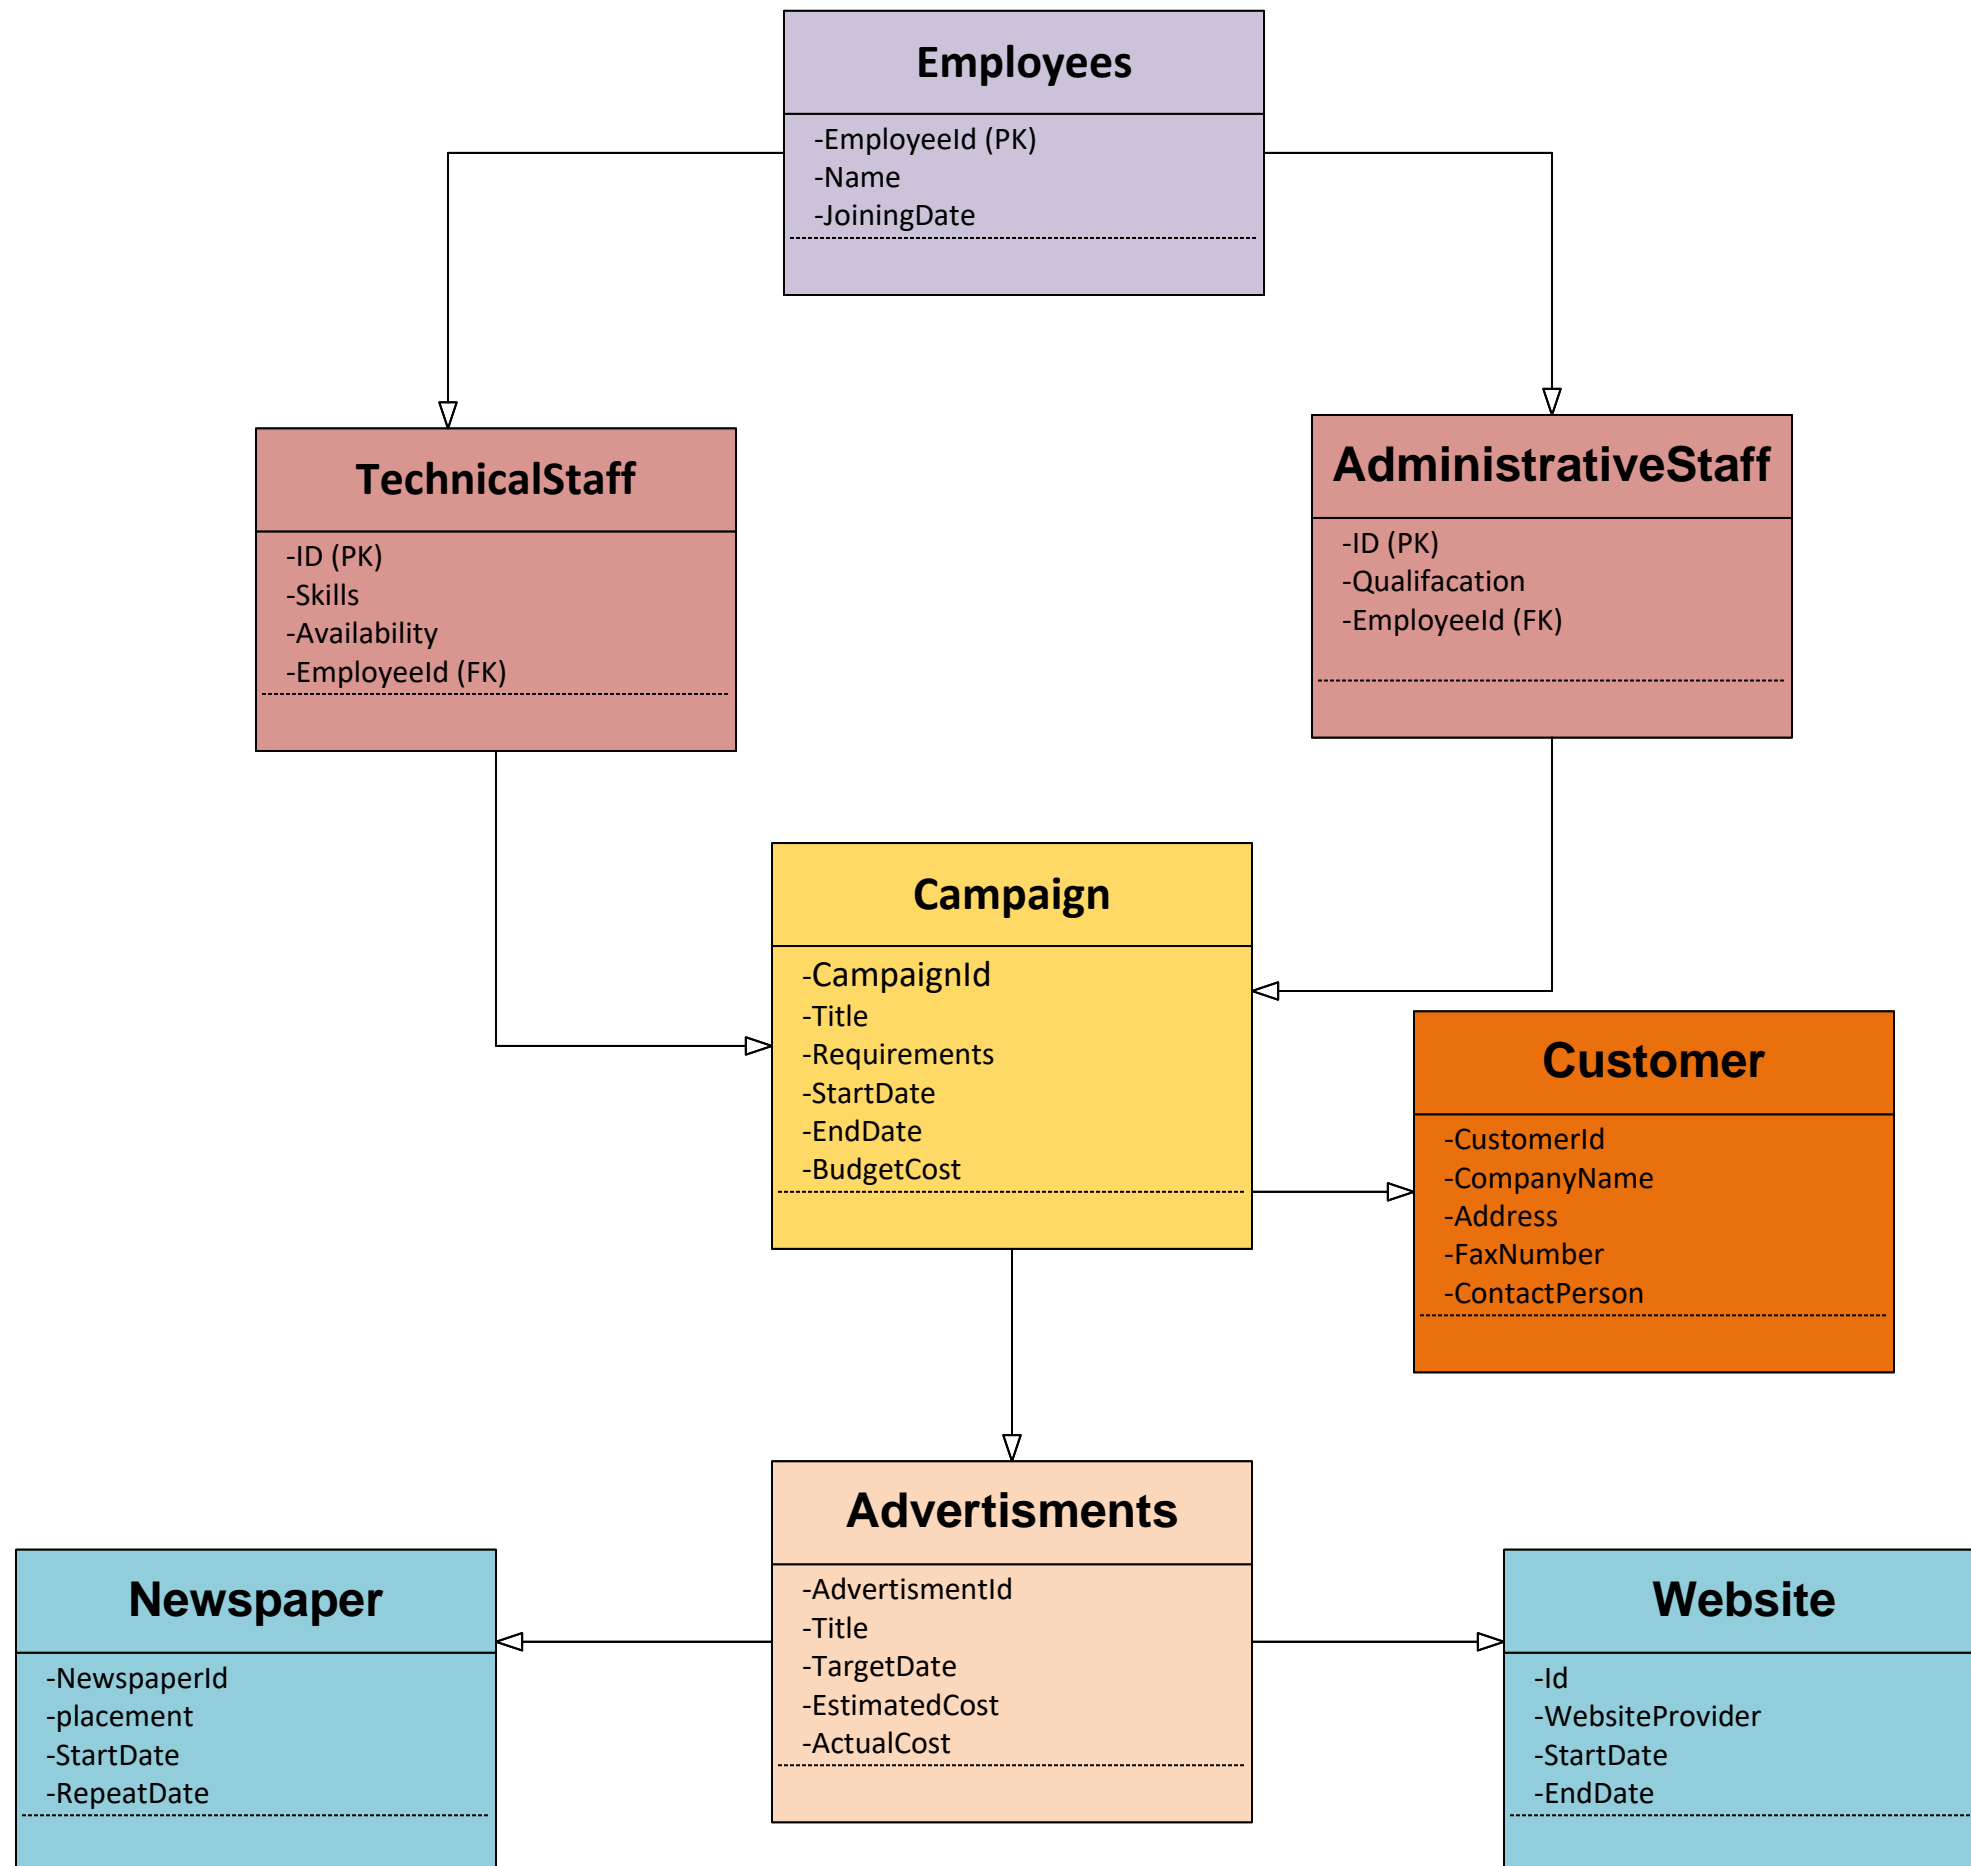 Employees
-EmployeeId (PK)
-Name
-JoiningDate
TechnicalStaff
-ID (PK)
-Skills
-Availability
-EmployeeId (FK)
AdministrativeStaff
-ID (PK)
-Qualifacation
-EmployeeId (FK)
Campaign
-CampaignId
-Title
-Requirements
-StartDate
-EndDate
-BudgetCost
Customer
-CustomerId
-CompanyName
-Address
-FaxNumber
-ContactPerson
Advertisments
-AdvertismentId
-Title
-TargetDate
-EstimatedCost
-ActualCost
Newspaper
-NewspaperId
-placement
-StartDate
-RepeatDate
Website
-Id
-WebsiteProvider
-StartDate
-EndDate